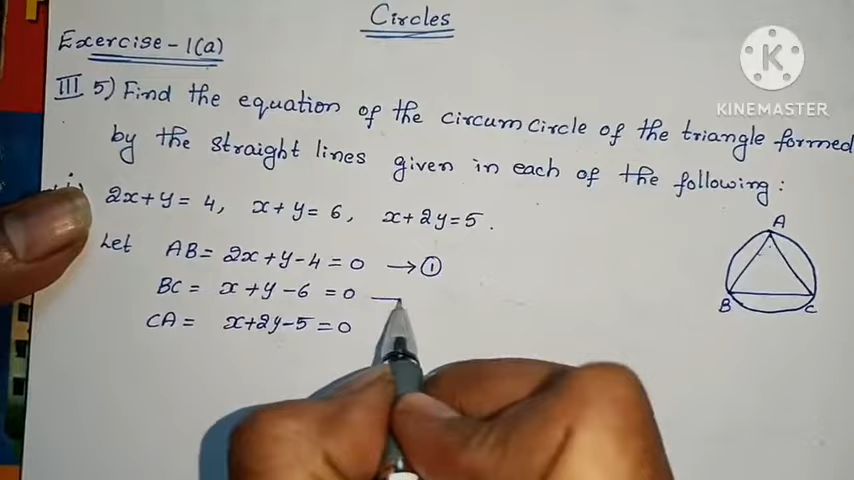 Circles
Exercise-1(a)
III 5) Find the equation of the circumcircle of the triangle formed
by the straight lines given in each of the following :
i) 2x+y = 4, x+y = 6, x+2y=5.
Let AB = 2x+y-4=0 → ①
BC = x+y-6 = 0 —
CA = x+2y-5=0
A
B C
K
KINEMASTER